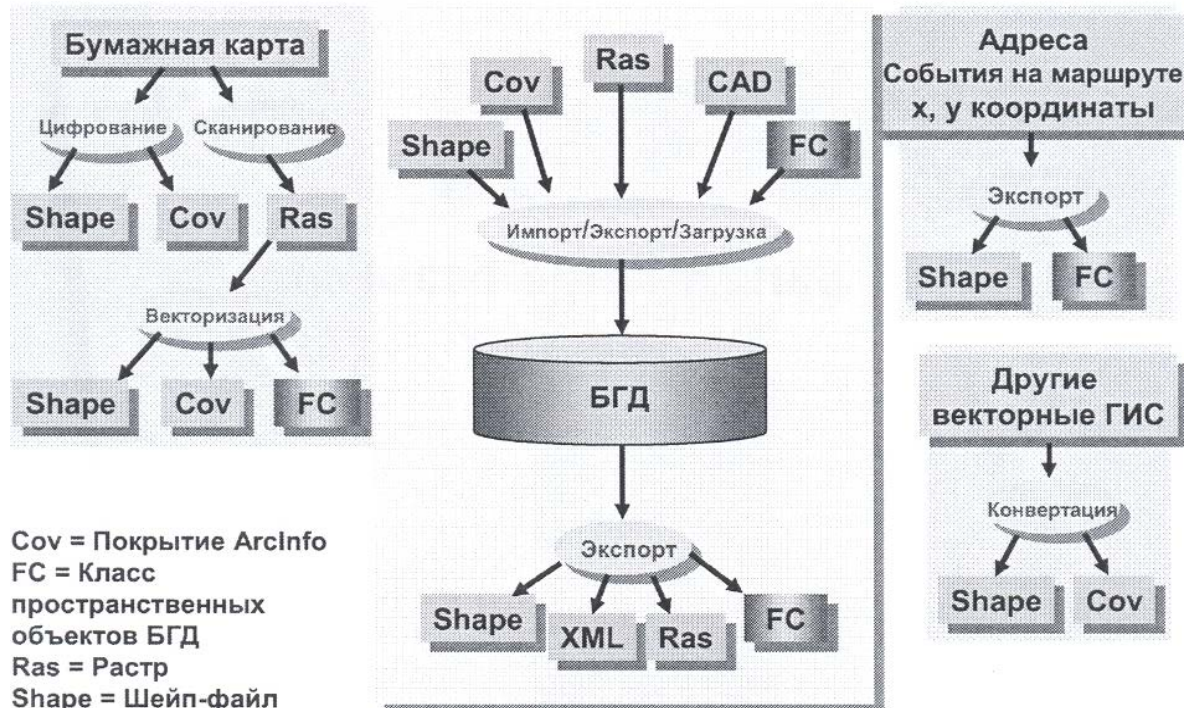 Бумажная карта
Цифрование
Сканирование
Shape
Cov
Ras
Векторизация
Shape
Cov
FC
Cov = Покрытие ArcInfo
FC = Класс
пространственных
объектов БГД
Ras = Растр
Shape = Шейп-файл
Shape
Cov
Ras
CAD
FC
Импорт/Экспорт/Загрузка
БГД
Экспорт
Shape
XML
Ras
FC
Адреса
События на маршруте
x, y координаты
Экспорт
Shape
FC
Другие
векторные ГИС
Конвертация
Shape
Cov